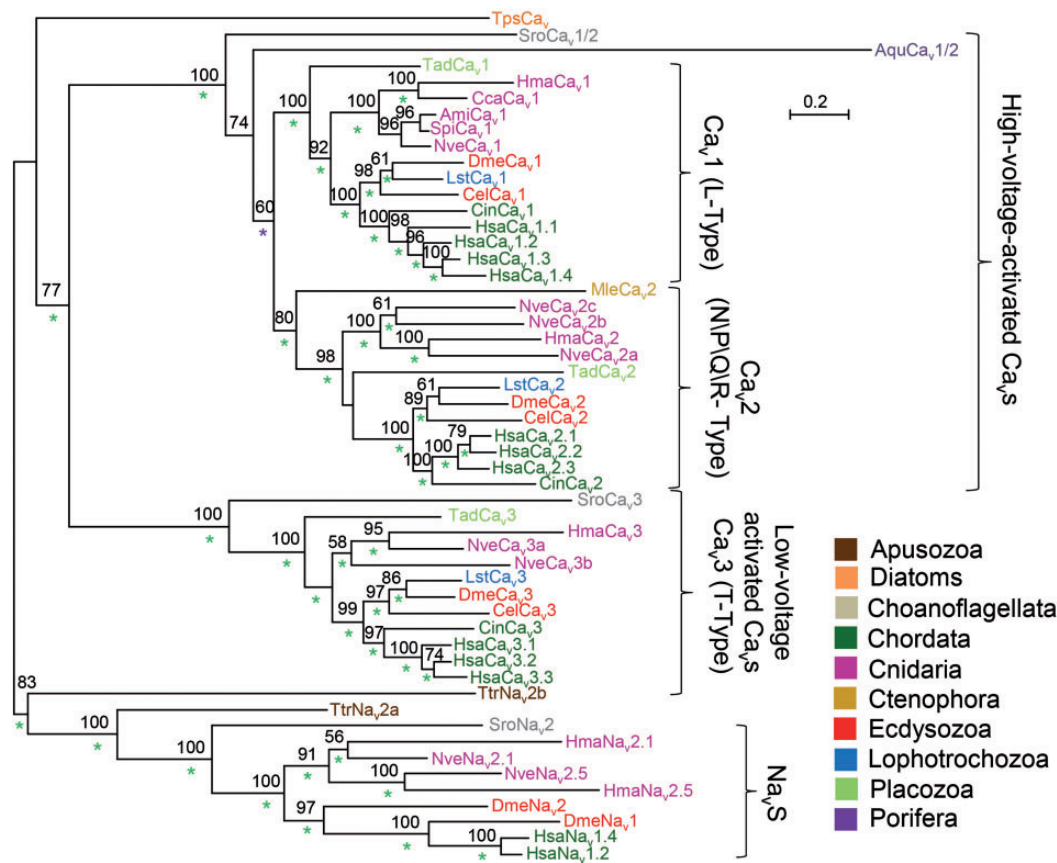 TpsCaᵥ
SroCaᵥ1/2
AquCaᵥ1/2
100
*
74
TadCaᵥ1
100
*
HmaCaᵥ1
100
*
CcaCaᵥ1
100
*
0.2
AmiCaᵥ1
96
SpiCaᵥ1
96
NveCaᵥ1
92
*
DmeCaᵥ1
61
*
LstCaᵥ1
98
*
CelCaᵥ1
100
*
CinCaᵥ1
100
*
HsaCaᵥ1.1
98
*
HsaCaᵥ1.2
96
*
HsaCaᵥ1.3
100
*
HsaCaᵥ1.4
Caᵥ1 (L-Type)
60
*
MleCaᵥ2
80
*
NveCaᵥ2c
61
*
NveCaᵥ2b
100
*
HmaCaᵥ2
100
*
NveCaᵥ2a
98
*
TadCaᵥ2
LstCaᵥ2
61
DmeCaᵥ2
89
*
CelCaᵥ2
100
*
HsaCaᵥ2.1
79
*
HsaCaᵥ2.2
100
*
HsaCaᵥ2.3
100
*
CinCaᵥ2
Caᵥ2
(N\P\Q\R- Type)
High-voltage-activated Caᵥs
77
*
SroCaᵥ3
100
*
TadCaᵥ3
100
*
HmaCaᵥ3
95
*
NveCaᵥ3a
58
NveCaᵥ3b
*
LstCaᵥ3
86
*
DmeCaᵥ3
97
*
CelCaᵥ3
99
*
CinCaᵥ3
97
*
HsaCaᵥ3.1
100
*
HsaCaᵥ3.2
74
*
HsaCaᵥ3.3
Low-voltage
activated Caᵥs
Caᵥ3 (T-Type)
83
*
TtrNaᵥ2b
TtrNaᵥ2a
100
*
SroNaᵥ2
100
*
HmaNaᵥ2.1
56
*
NveNaᵥ2.1
91
NveNaᵥ2.5
100
*
HmaNaᵥ2.5
100
*
DmeNaᵥ2
97
*
DmeNaᵥ1
100
*
HsaNaᵥ1.4
100
*
HsaNaᵥ1.2
NaᵥS
Apusozoa
Diatoms
Choanoflagellata
Chordata
Cnidaria
Ctenophora
Ecdysozoa
Lophotrochozoa
Placozoa
Porifera